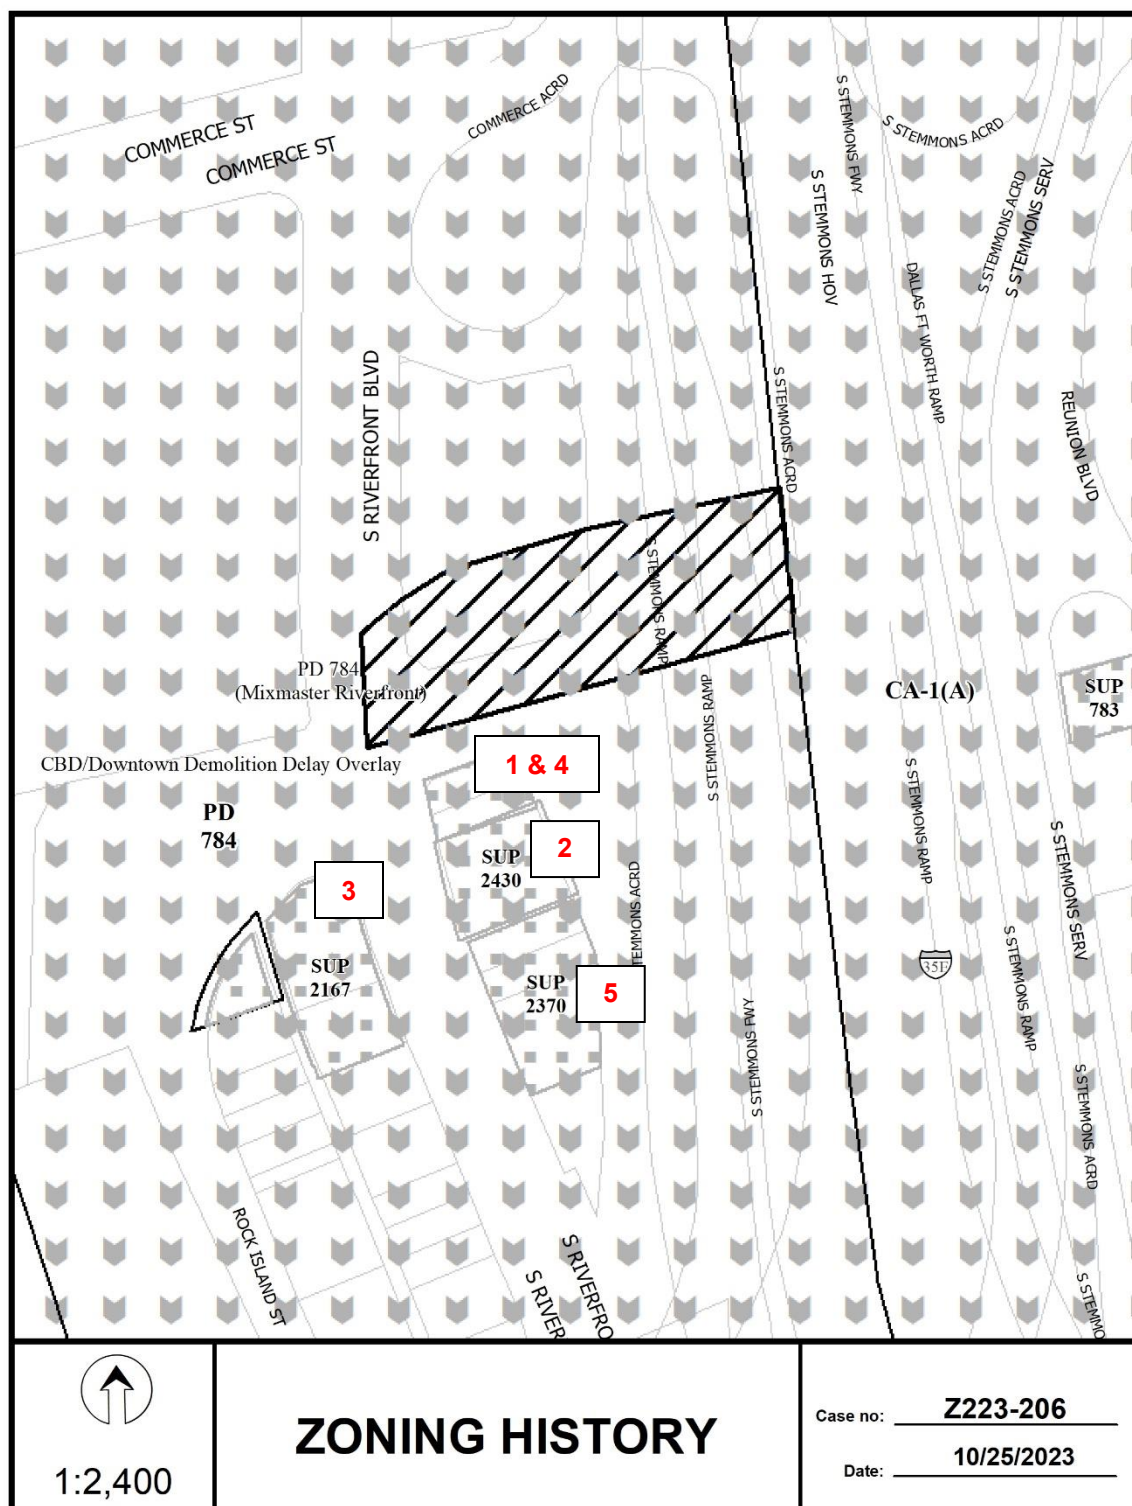 COMMERCE ST
COMMERCE ST
COMMERCE ACRD
S STEMMONS FWY
S STEMMONS ACRD
S STEMMONS HOV
S STEMMONS ACRD
S STEMMONS SERV
DALLAS FT WORTH RAMP
S RIVERFRONT BLVD
S STEMMONS ACRD
REUNION BLVD
S STEMMONS RAMP
PD 784
(Mixmaster Riverfront)
S STEMMONS RAMP
CA-1(A)
SUP
783
CBD/Downtown Demolition Delay Overlay
1 & 4
PD
784
S STEMMONS RAMP
SUP
2430
2
3
S STEMMONS SERV
TEMMONS ACRD
SUP
2167
SUP
2370
5
35E
S STEMMONS RAMP
S STEMMONS FWY
S STEMMONS ACRD
ROCK ISLAND ST
S RIVERFRO
S RIVER
S STEMMO
1:2,400
ZONING HISTORY
Case no: Z223-206
Date: 10/25/2023